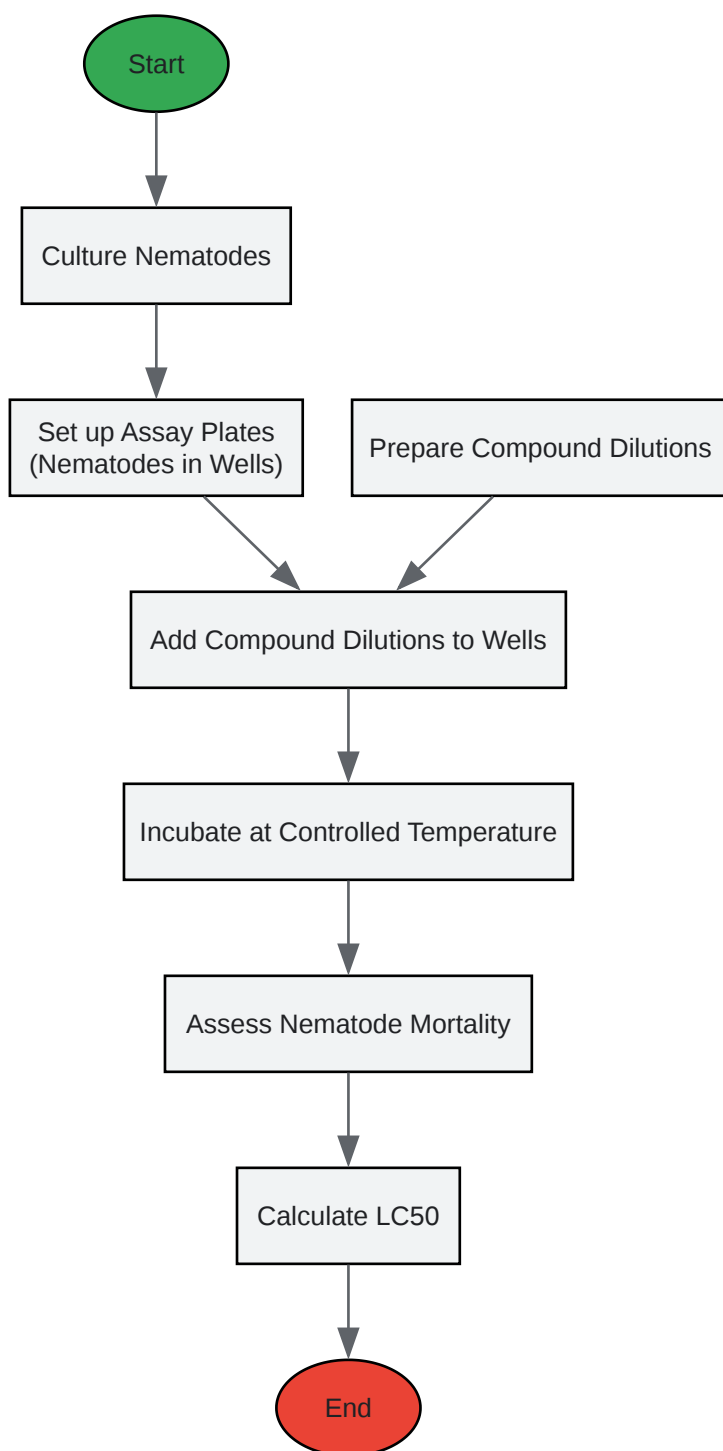 Start
Culture Nematodes
Set up Assay Plates
(Nematodes in Wells)
Prepare Compound Dilutions
Add Compound Dilutions to Wells
Incubate at Controlled Temperature
Assess Nematode Mortality
Calculate LC50
End